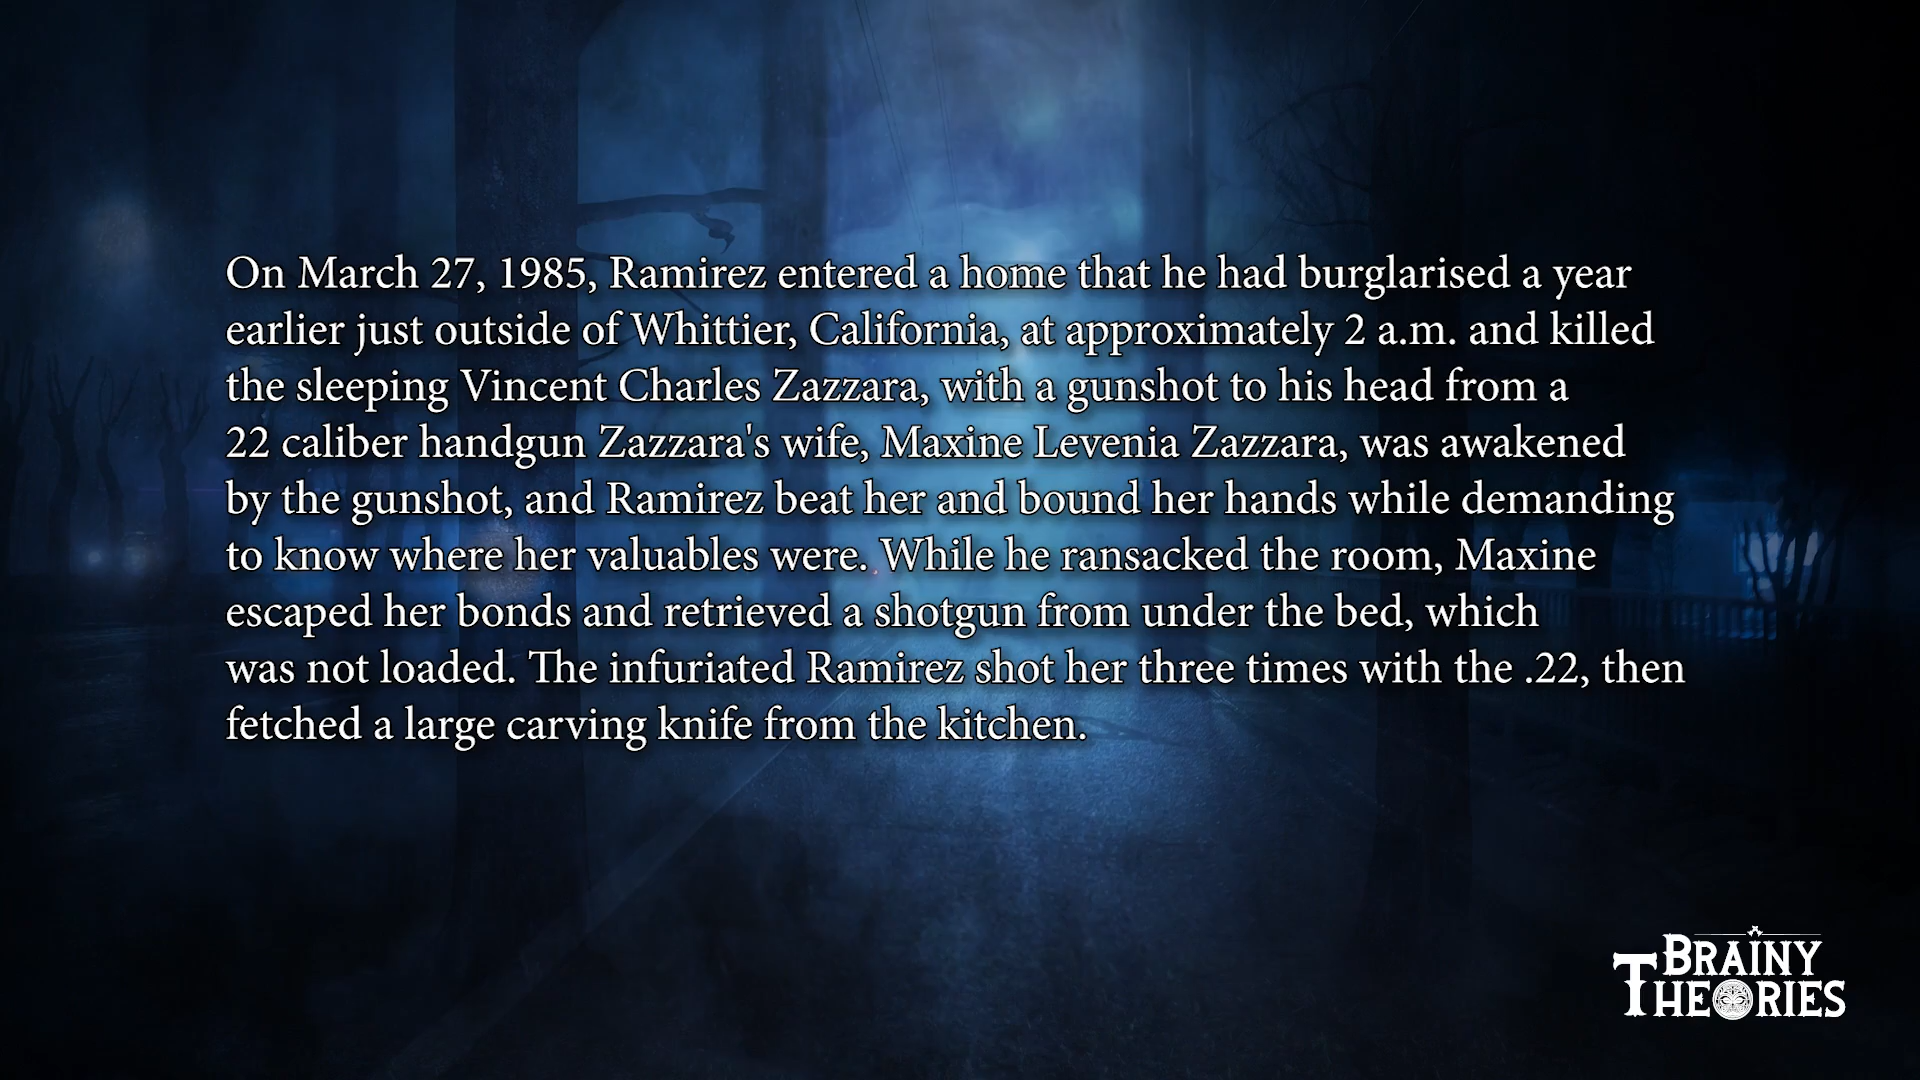 On March 27, 1985, Ramirez entered a home that he had burglarised a year
earlier just outside of Whittier, California, at approximately 2 a.m. and killed
the sleeping Vincent Charles Zazzara, with a gunshot to his head from a
22 caliber handgun Zazzara's wife, Maxine Levenia Zazzara, was awakened
by the gunshot, and Ramirez beat her and bound her hands while demanding
to know where her valuables were. While he ransacked the room, Maxine
escaped her bonds and retrieved a shotgun from under the bed, which
was not loaded. The infuriated Ramirez shot her three times with the .22, then
fetched a large carving knife from the kitchen.
BRAINY
THEORIES